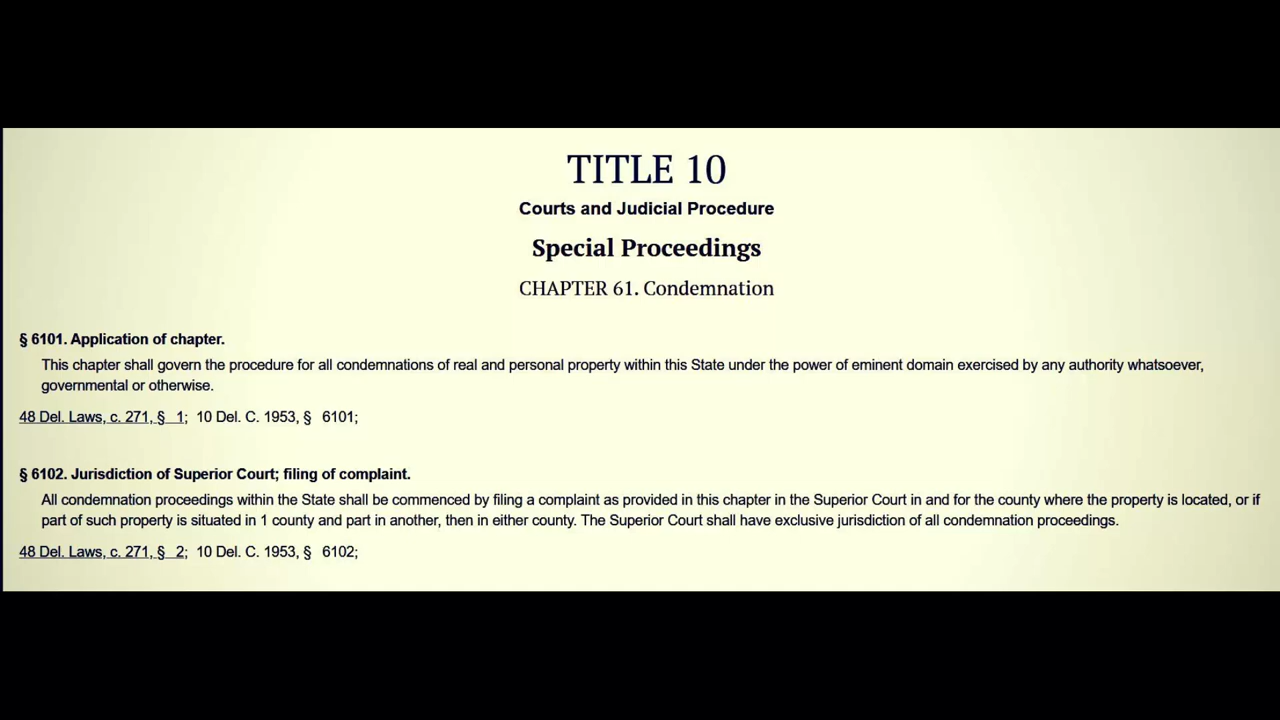 TITLE 10
Courts and Judicial Procedure
Special Proceedings
CHAPTER 61. Condemnation
§ 6101. Application of chapter.
This chapter shall govern the procedure for all condemnations of real and personal property within this State under the power of eminent domain exercised by any authority whatsoever,
governmental or otherwise.
48 Del. Laws, c. 271, § 1; 10 Del. C. 1953, § 6101;
§ 6102. Jurisdiction of Superior Court; filing of complaint.
All condemnation proceedings within the State shall be commenced by filing a complaint as provided in this chapter in the Superior Court in and for the county where the property is located, or if
part of such property is situated in 1 county and part in another, then in either county. The Superior Court shall have exclusive jurisdiction of all condemnation proceedings.
48 Del. Laws, c. 271, § 2; 10 Del. C. 1953, § 6102;